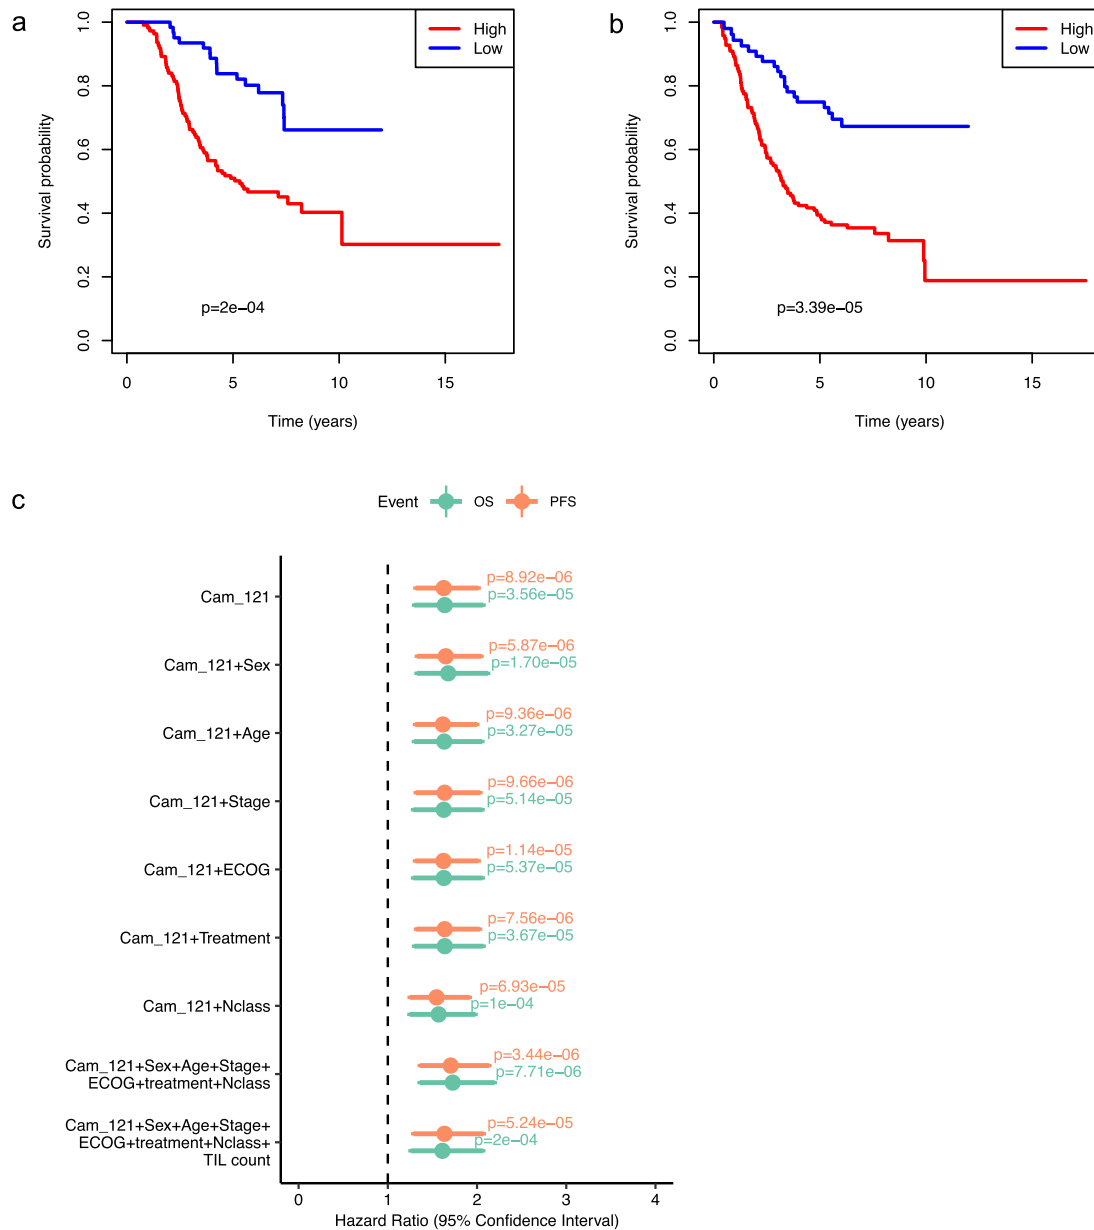 a
High
Low
Survival probability
0.0
0.2
0.4
0.6
0.8
1.0
p=2e−04
0
5
10
15
Time (years)
b
High
Low
Survival probability
0.0
0.2
0.4
0.6
0.8
1.0
p=3.39e−05
0
5
10
15
Time (years)
c
Event OS PFS
Cam_121
p=8.92e−06
p=3.56e−05
Cam_121+Sex
p=5.87e−06
p=1.70e−05
Cam_121+Age
p=9.36e−06
p=3.27e−05
Cam_121+Stage
p=9.66e−06
p=5.14e−05
Cam_121+ECOG
p=1.14e−05
p=5.37e−05
Cam_121+Treatment
p=7.56e−06
p=3.67e−05
Cam_121+Nclass
p=6.93e−05
p=1e−04
Cam_121+Sex+Age+Stage+
ECOG+treatment+Nclass
p=3.44e−06
p=7.71e−06
Cam_121+Sex+Age+Stage+
ECOG+treatment+Nclass+
TIL count
p=5.24e−05
p=2e−04
0 1 2 3 4
Hazard Ratio (95% Confidence Interval)